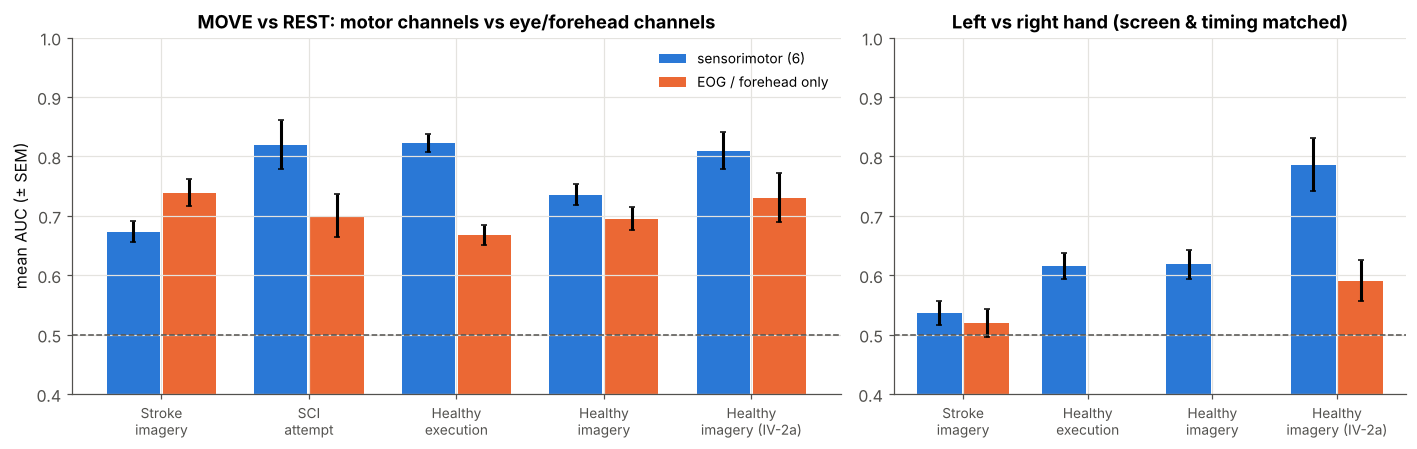 MOVE vs REST: motor channels vs eye/forehead channels
sensorimotor (6)
EOG / forehead only
mean AUC (± SEM)
1.0
0.9
0.8
0.7
0.6
0.5
0.4
Stroke
imagery
SCI
attempt
Healthy
execution
Healthy
imagery
Healthy
imagery (IV-2a)
Left vs right hand (screen & timing matched)
1.0
0.9
0.8
0.7
0.6
0.5
0.4
Stroke
imagery
Healthy
execution
Healthy
imagery
Healthy
imagery (IV-2a)